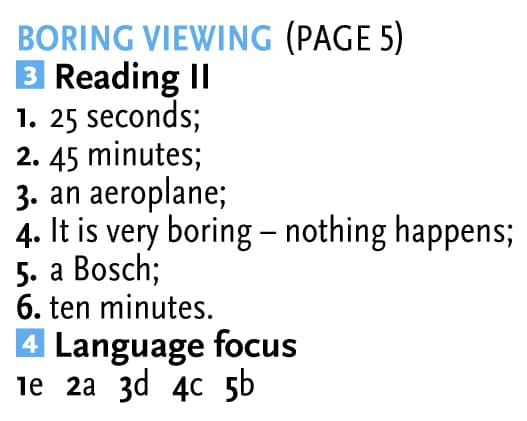 BORING VIEWING (PAGE 5)
3 Reading II
1. 25 seconds;
2. 45 minutes;
3. an aeroplane;
4. It is very boring – nothing happens;
5. a Bosch;
6. ten minutes.
4 Language focus
1e 2a 3d 4c 5b